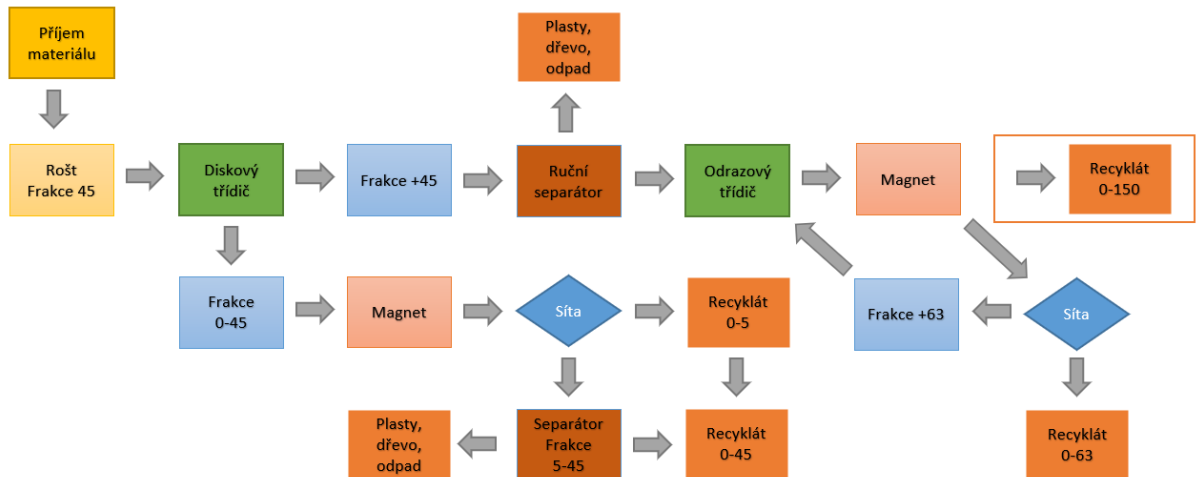 Příjem
materiálu
Plasty,
dřevo,
odpad
Rošt
Frakce 45
Diskový
třídič
Frakce +45
Ruční
separátor
Odrazový
třídič
Magnet
Recyklát
0-150
Frakce
0-45
Magnet
Síta
Recyklát
0-5
Frakce +63
Síta
Plasty,
dřevo,
odpad
Separátor
Frakce
5-45
Recyklát
0-45
Recyklát
0-63